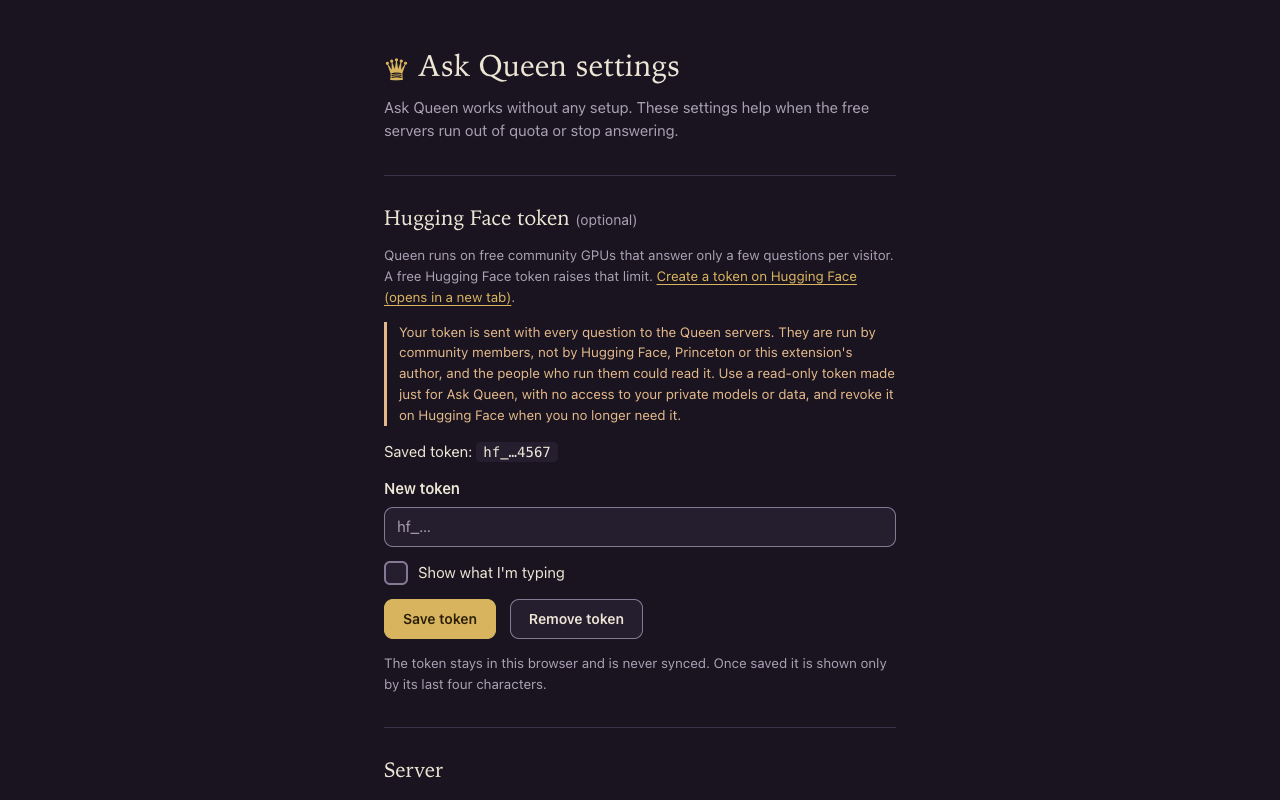 Ask Queen settings
Ask Queen works without any setup. These settings help when the free
servers run out of quota or stop answering.
Hugging Face token (optional)
Queen runs on free community GPUs that answer only a few questions per visitor.
A free Hugging Face token raises that limit. Create a token on Hugging Face
(opens in a new tab).
Your token is sent with every question to the Queen servers. They are run by
community members, not by Hugging Face, Princeton or this extension's
author, and the people who run them could read it. Use a read-only token made
just for Ask Queen, with no access to your private models or data, and revoke it
on Hugging Face when you no longer need it.
Saved token: hf_…4567
New token
hf_...
Show what I'm typing
Save token Remove token
The token stays in this browser and is never synced. Once saved it is shown only
by its last four characters.
Server